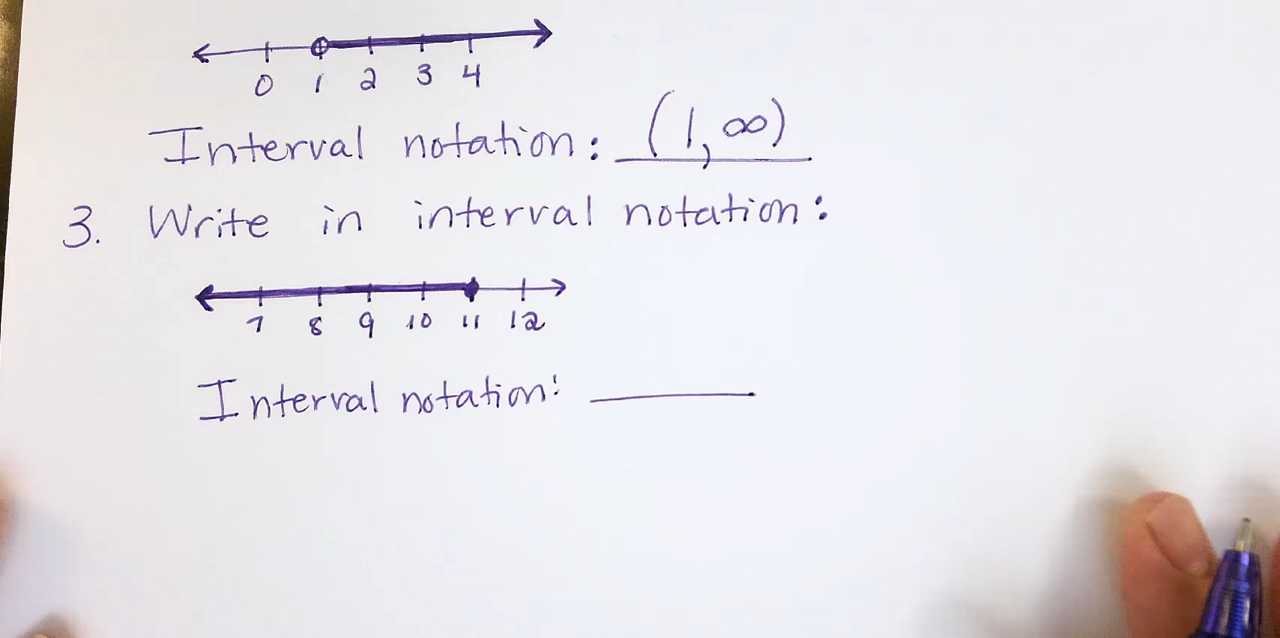 0 1 2 3 4
Interval notation: (1, ∞)
3. Write in interval notation:
7 8 9 10 11 12
Interval notation: